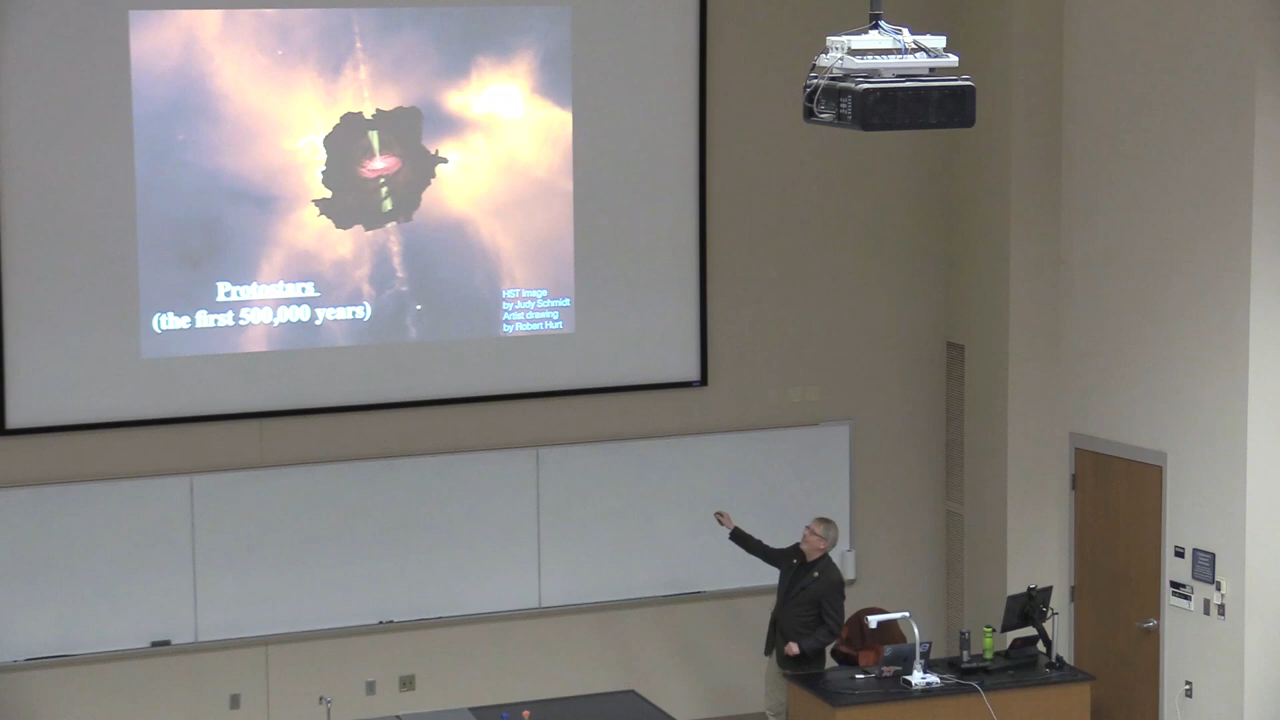 Protostars
(the first 500,000 years)
HST Image
by Judy Schmidt
Artist drawing
by Robert Hurt